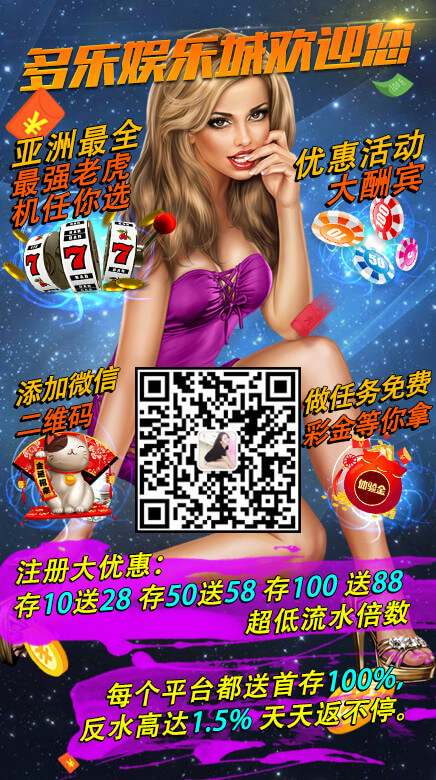 多乐娱乐城欢迎您
亚洲最全
最强老虎
机任你选
优惠活动
大酬宾
添加微信
二维码
做任务免费
彩金等你拿
体验金
注册大优惠：
存10送28 存50送58 存100 送88
超低流水倍数
每个平台都送首存100%,
反水高达1.5% 天天返不停。